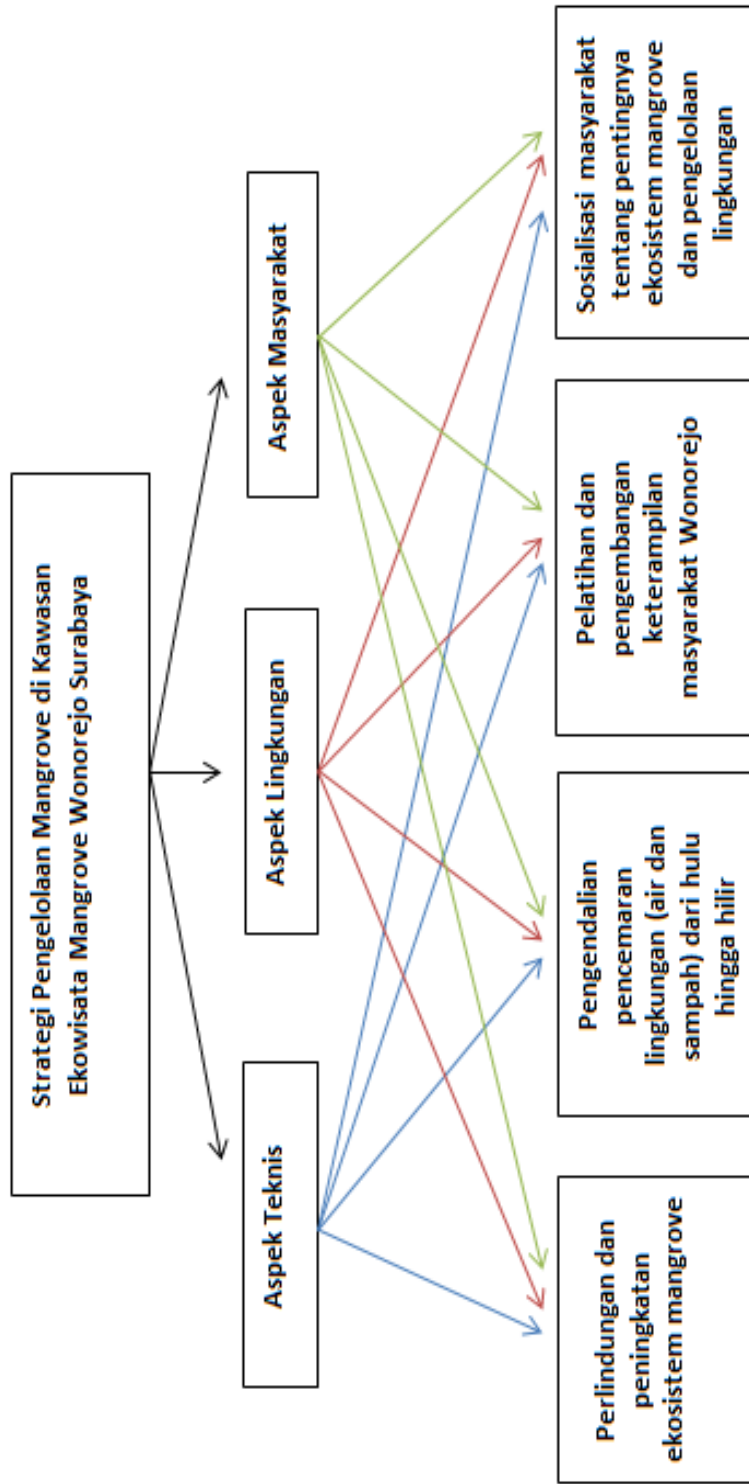 Strategi Pengelolaan Mangrove di Kawasan
Ekowisata Mangrove Wonorejo Surabaya
Aspek Teknis
Aspek Lingkungan
Aspek Masyarakat
Perlindungan dan
peningkatan
ekosistem mangrove
Pengendalian
pencemaran
lingkungan (air dan
sampah) dari hulu
hingga hilir
Pelatihan dan
pengembangan
keterampilan
masyarakat Wonorejo
Sosialisasi masyarakat
tentang pentingnya
ekosistem mangrove
dan pengelolaan
lingkungan